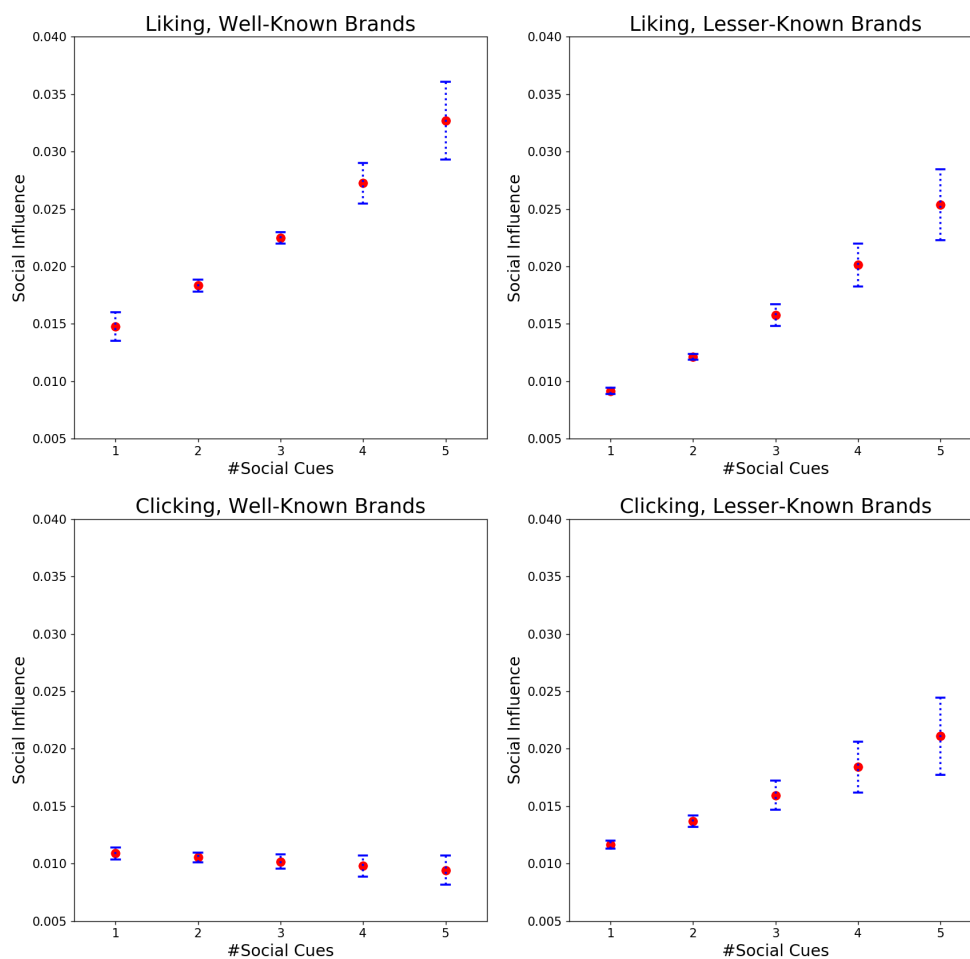 Liking, Well-Known Brands
0.040
0.035
0.030
0.025
0.020
0.015
0.010
0.005
Social Influence
1 2 3 4 5
#Social Cues
Liking, Lesser-Known Brands
0.040
0.035
0.030
0.025
0.020
0.015
0.010
0.005
Social Influence
1 2 3 4 5
#Social Cues
Clicking, Well-Known Brands
0.040
0.035
0.030
0.025
0.020
0.015
0.010
0.005
Social Influence
1 2 3 4 5
#Social Cues
Clicking, Lesser-Known Brands
0.040
0.035
0.030
0.025
0.020
0.015
0.010
0.005
Social Influence
1 2 3 4 5
#Social Cues